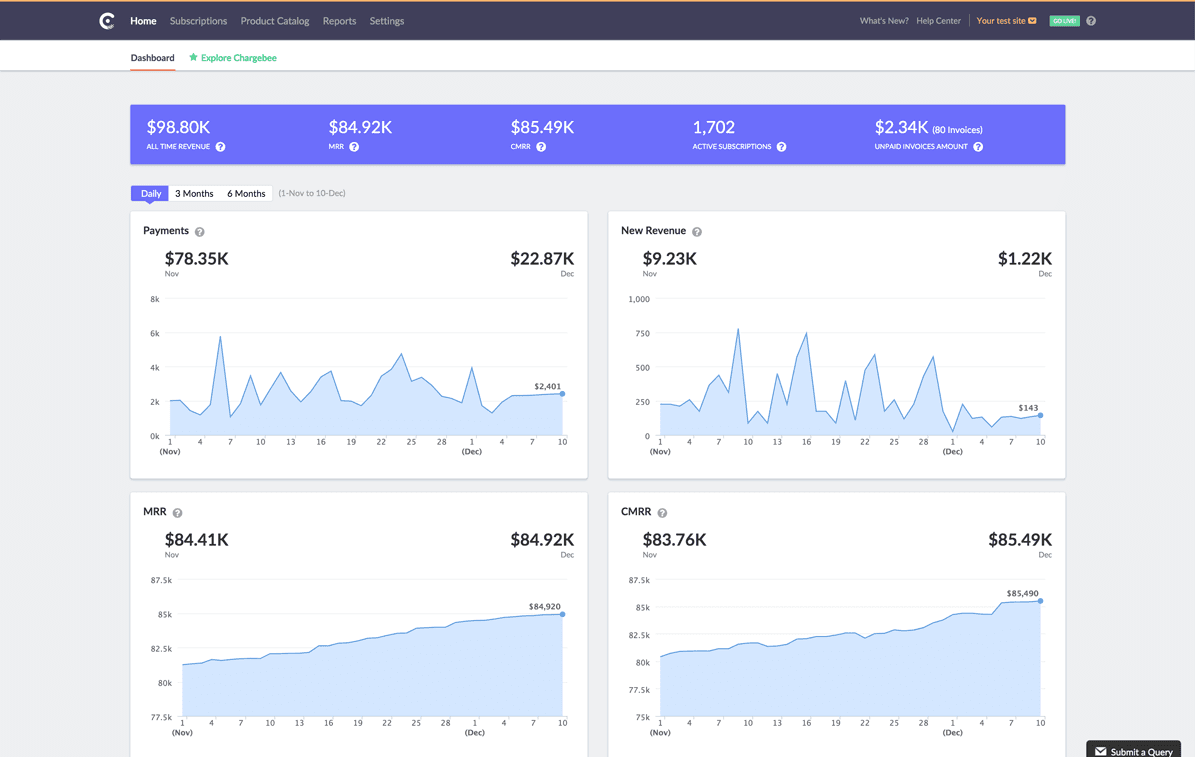 Home Subscriptions Product Catalog Reports Settings What's New? Help Center Your test site GO LIVE! ?
Dashboard Explore Chargebee
$98.80K $84.92K $85.49K 1,702 $2.34K (80 Invoices)
ALL TIME REVENUE ? MRR ? CMRR ? ACTIVE SUBSCRIPTIONS ? UNPAID INVOICES AMOUNT ?
Daily 3 Months 6 Months (1-Nov to 10-Dec)
Payments ?
$78.35K $22.87K
Nov Dec
8k
6k
4k
$2,401
2k
0k
1 4 7 10 13 16 19 22 25 28 1 4 7 10
(Nov) (Dec)
New Revenue ?
$9.23K $1.22K
Nov Dec
1,000
750
500
250
$143
0
1 4 7 10 13 16 19 22 25 28 1 4 7 10
(Nov) (Dec)
MRR ?
$84.41K $84.92K
Nov Dec
87.5k
$84,920
85k
82.5k
80k
77.5k
1 4 7 10 13 16 19 22 25 28 1 4 7 10
(Nov) (Dec)
CMRR ?
$83.76K $85.49K
Nov Dec
87.5k
$85,490
85k
82.5k
80k
77.5k
75k
1 4 7 10 13 16 19 22 25 28 1 4 7 10
(Nov) (Dec)
Submit a Query